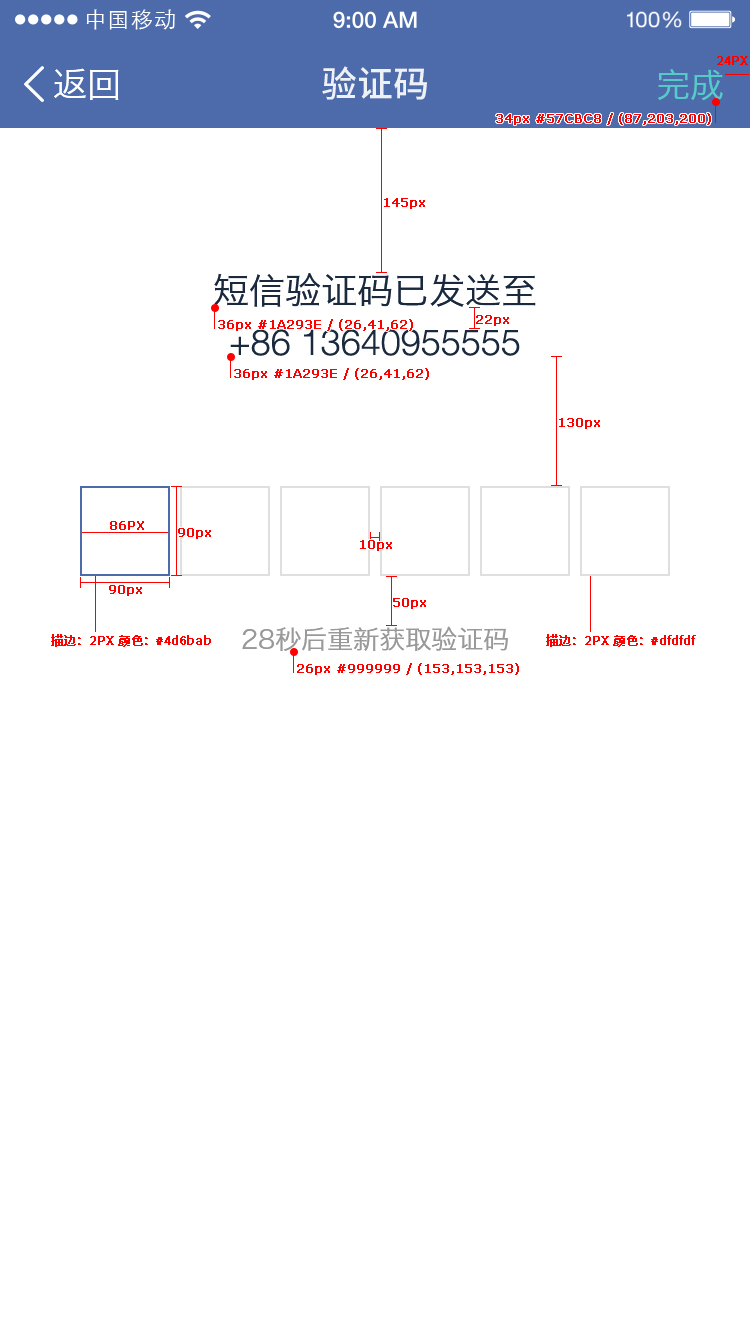 中国移动 9:00 AM 100%
返回 验证码 完成
24PX
34px #57CBC8 / (87,203,200)
145px
短信验证码已发送至
36px #1A293E / (26,41,62)
22px
+86 13640955555
36px #1A293E / (26,41,62)
130px
86PX
90px
10px
90px
50px
描边：2PX 颜色：#4d6bab
28秒后重新获取验证码
描边：2PX 颜色：#dfdfdf
26px #999999 / (153,153,153)